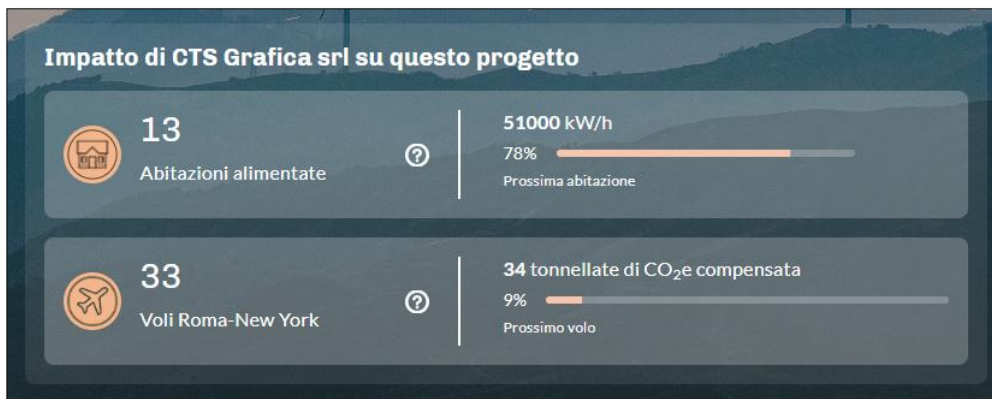 Impatto di CTS Grafica srl su questo progetto
13
Abitazioni alimentate
?
51000 kW/h
78%
Prossima abitazione
33
Voli Roma-New York
?
34 tonnellate di CO₂e compensata
9%
Prossimo volo